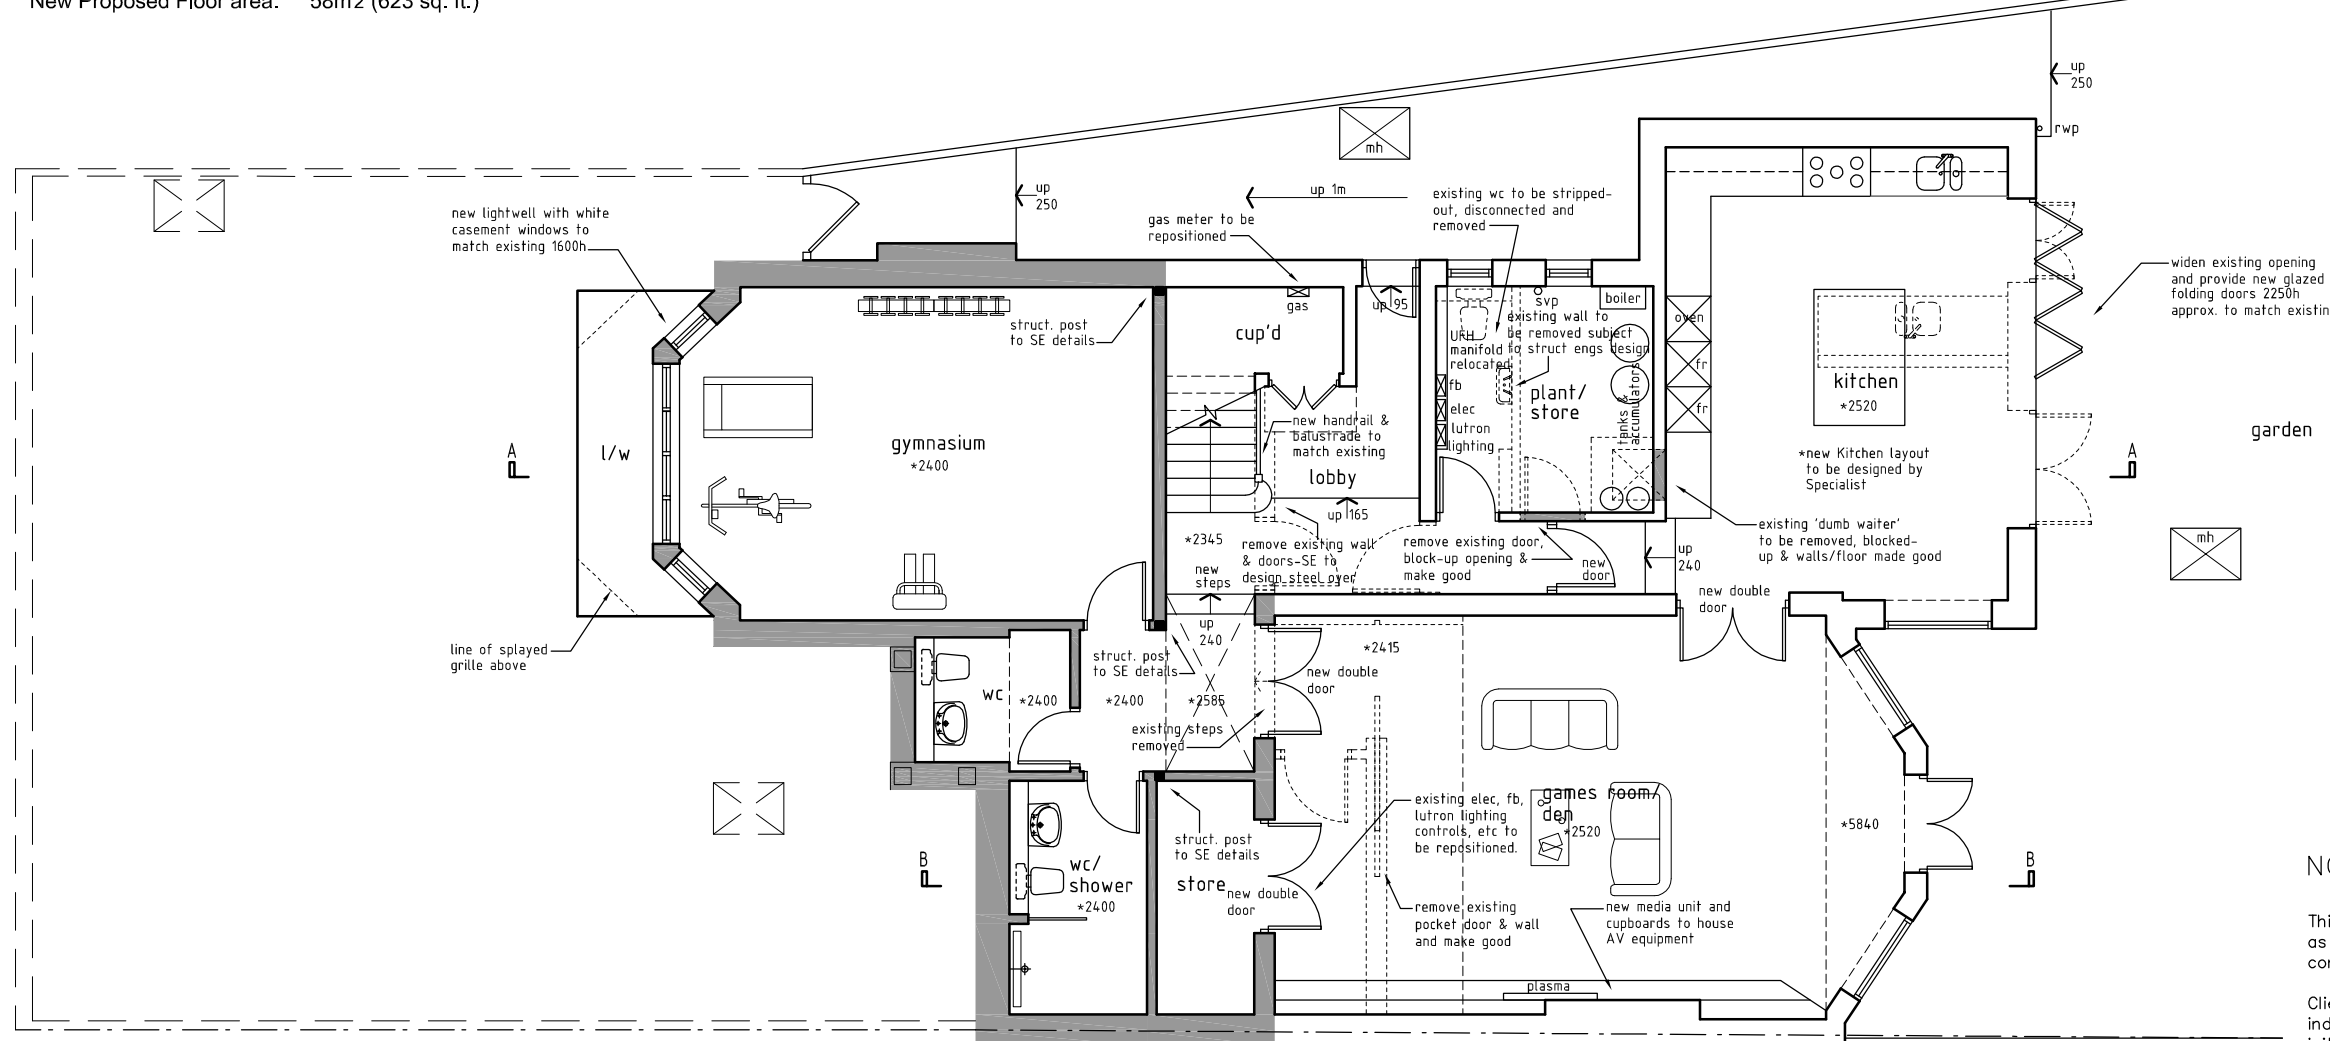 New Proposed Floor area: 58m2 (623 sq. ft.)
up
250
rwp
mh
up
250
up 1m
existing wc to be stripped-
out, disconnected and
removed
new lightwell with white
casement windows to
match existing 1600h
gas meter to be
repositioned
widen existing opening
and provide new glazed
folding doors 2250h
approx. to match existin
struct. post
to SE details
gas
cup'd
up 95
svp
boiler
existing wall to
be removed subject
to struct engs design
UFH
manifold
relocated
fb
elec
lutron
lighting
plant/
store
tanks &
accumulators
oven
fr
fr
kitchen
*2520
*new Kitchen layout
to be designed by
Specialist
garden
A
l/w
gymnasium
*2400
new handrail &
balustrade to
match existing
lobby
up 165
A
*2345
new
steps
remove existing wall
& doors-SE to
design steel over
remove existing door,
block-up opening &
make good
new
door
up
240
existing 'dumb waiter'
to be removed, blocked-
up & walls/floor made good
mh
new double
door
line of splayed
grille above
up
240
struct. post
to SE details
*2415
new double
door
wc
*2400
*2400
*2585
existing steps
removed
existing elec, fb,
lutron lighting
controls, etc to
be repositioned.
games room/
den
*2520
*5840
B
B
wc/
shower
*2400
struct. post
to SE details
store
new double
door
remove existing
pocket door & wall
and make good
new media unit and
cupboards to house
AV equipment
plasma
NO
Thi
as
con
Clie
ind